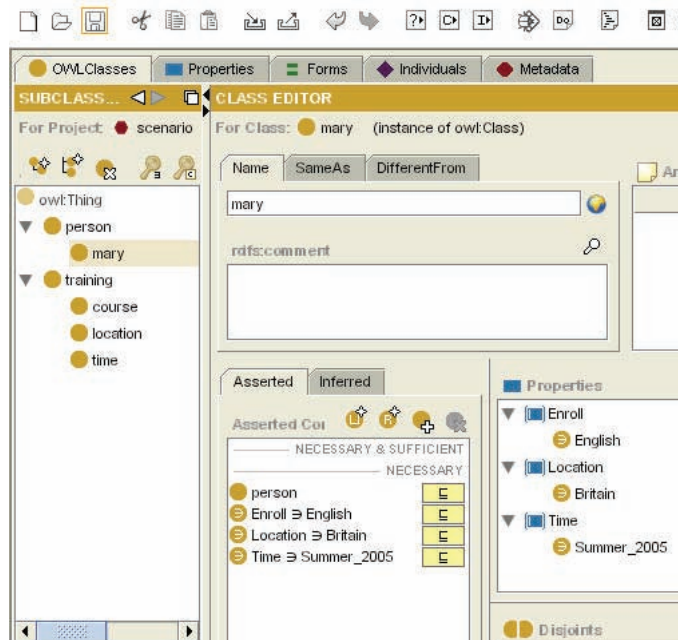 OWLClasses Properties Forms Individuals Metadata
SUBCLASS... CLASS EDITOR
For Project: scenario For Class: mary (instance of owl:Class)
Name SameAs DifferentFrom
owl:Thing
person
mary
training
course
location
time
mary
rdfs:comment
Asserted Inferred
Asserted Co
NECESSARY & SUFFICIENT
NECESSARY
person
Enroll ∋ English
Location ∋ Britain
Time ∋ Summer_2005
Properties
Enroll
English
Location
Britain
Time
Summer_2005
Disjoints